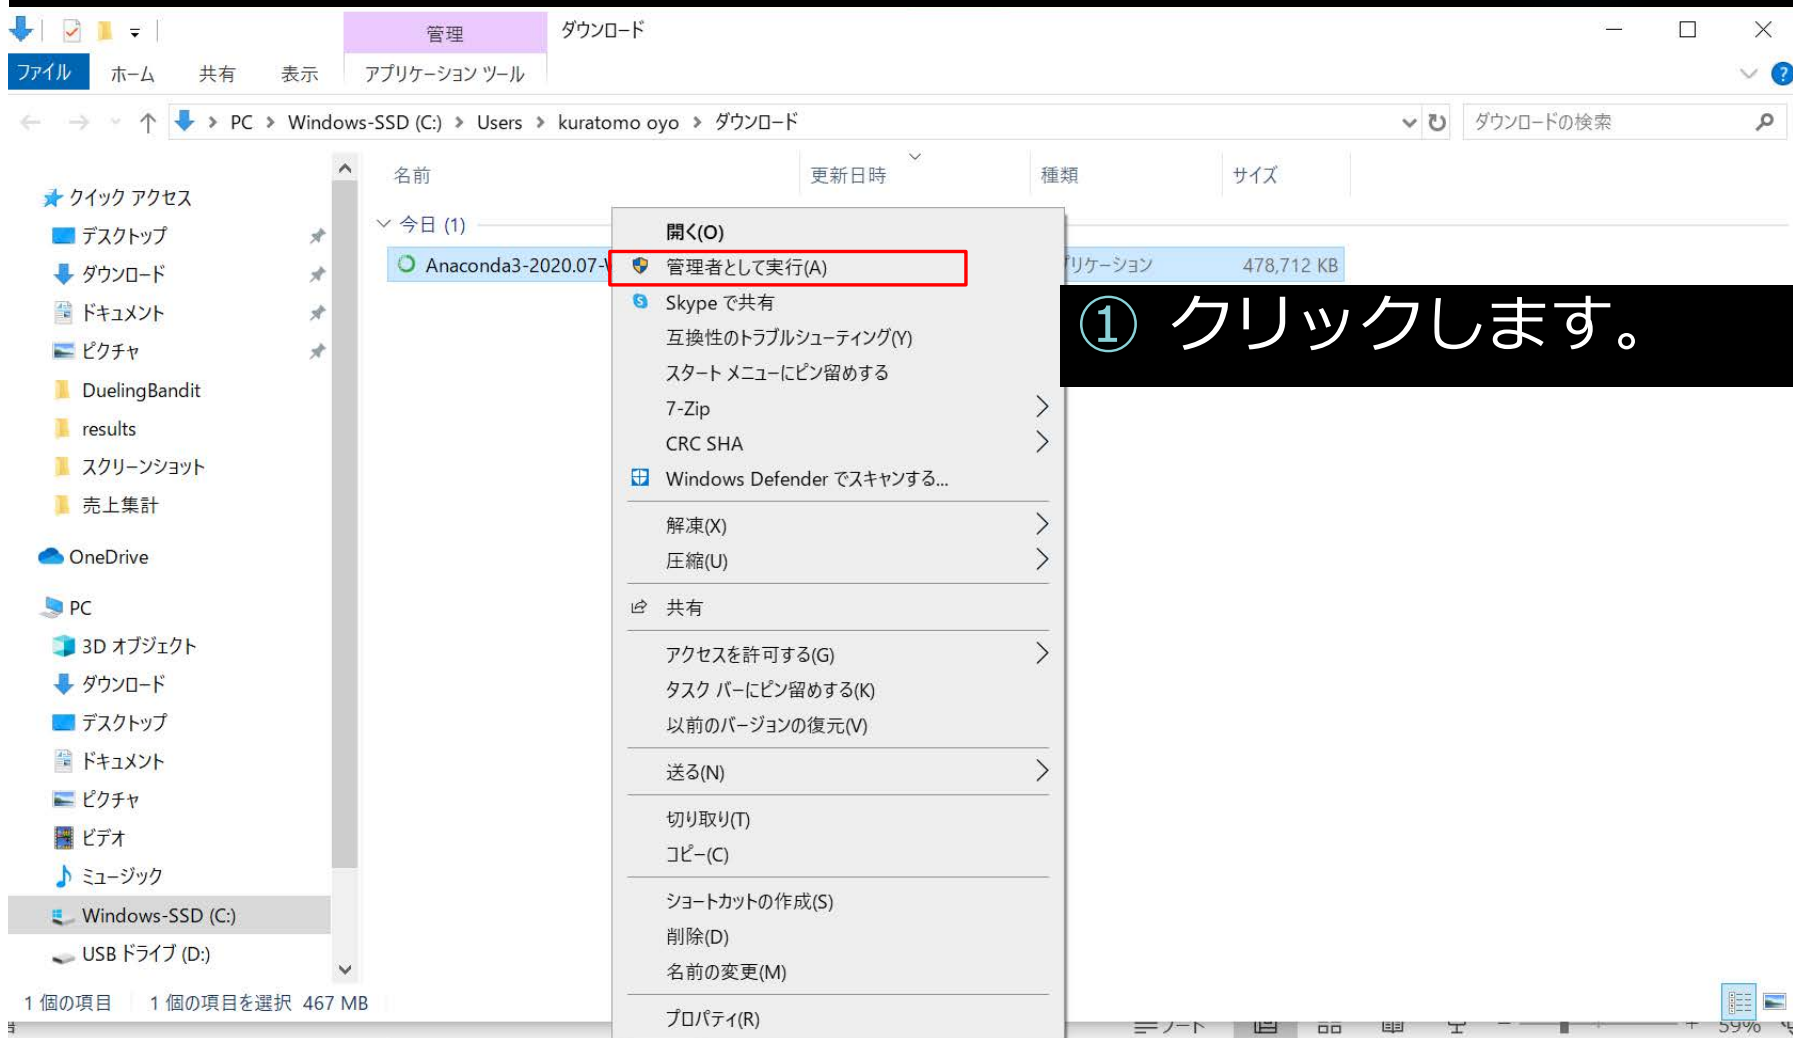 管理
ダウンロード
ファイル
ホーム
共有
表示
アプリケーション ツール
PC > Windows-SSD (C:) > Users > kuratomo oyo > ダウンロード
ダウンロードの検索
名前
更新日時
種類
サイズ
クイック アクセス
デスクトップ
ダウンロード
ドキュメント
ピクチャ
DuelingBandit
results
スクリーンショット
売上集計
OneDrive
PC
3D オブジェクト
ダウンロード
デスクトップ
ドキュメント
ピクチャ
ビデオ
ミュージック
Windows-SSD (C:)
USB ドライブ (D:)
今日 (1)
Anaconda3-2020.07-
プリケーション
478,712 KB
開く(O)
管理者として実行(A)
Skype で共有
互換性のトラブルシューティング(Y)
スタート メニューにピン留めする
7-Zip
CRC SHA
Windows Defender でスキャンする...
解凍(X)
圧縮(U)
共有
アクセスを許可する(G)
タスク バーにピン留めする(K)
以前のバージョンの復元(V)
送る(N)
切り取り(T)
コピー(C)
ショートカットの作成(S)
削除(D)
名前の変更(M)
プロパティ(R)
① クリックします。
1 個の項目
1 個の項目を選択 467 MB
ノート
59%